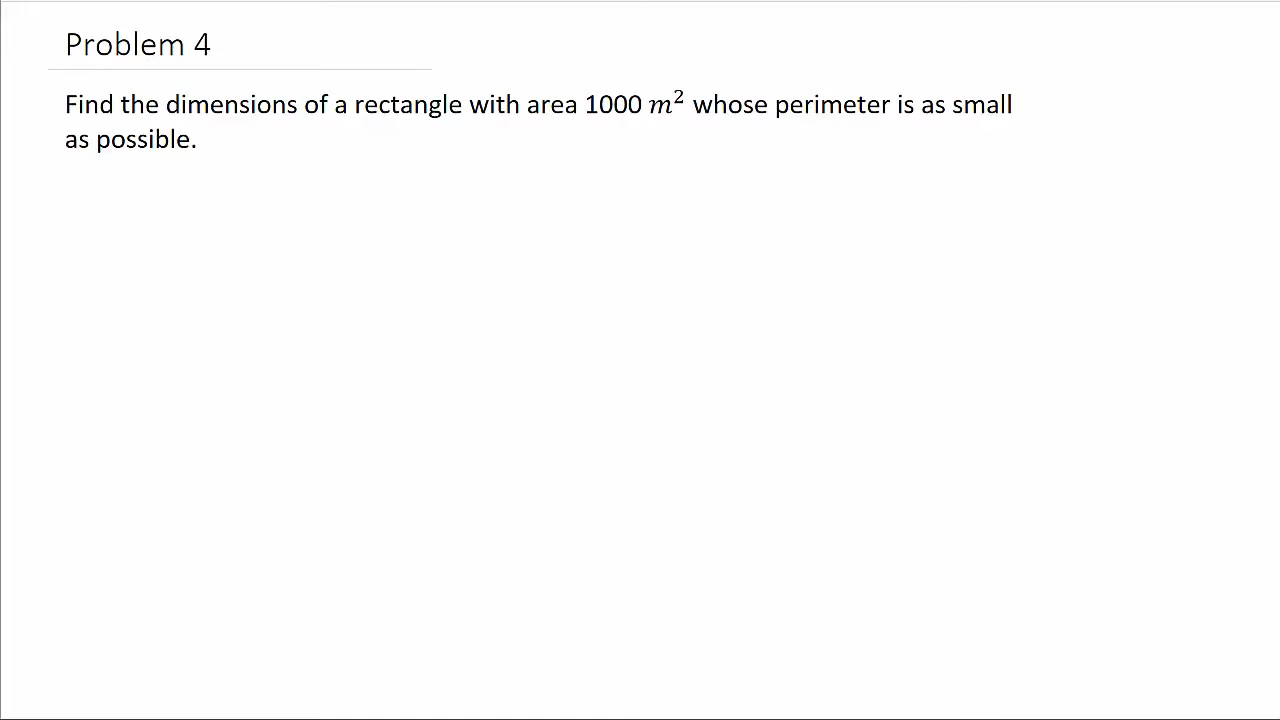 Problem 4
Find the dimensions of a rectangle with area 1000 m² whose perimeter is as small
as possible.